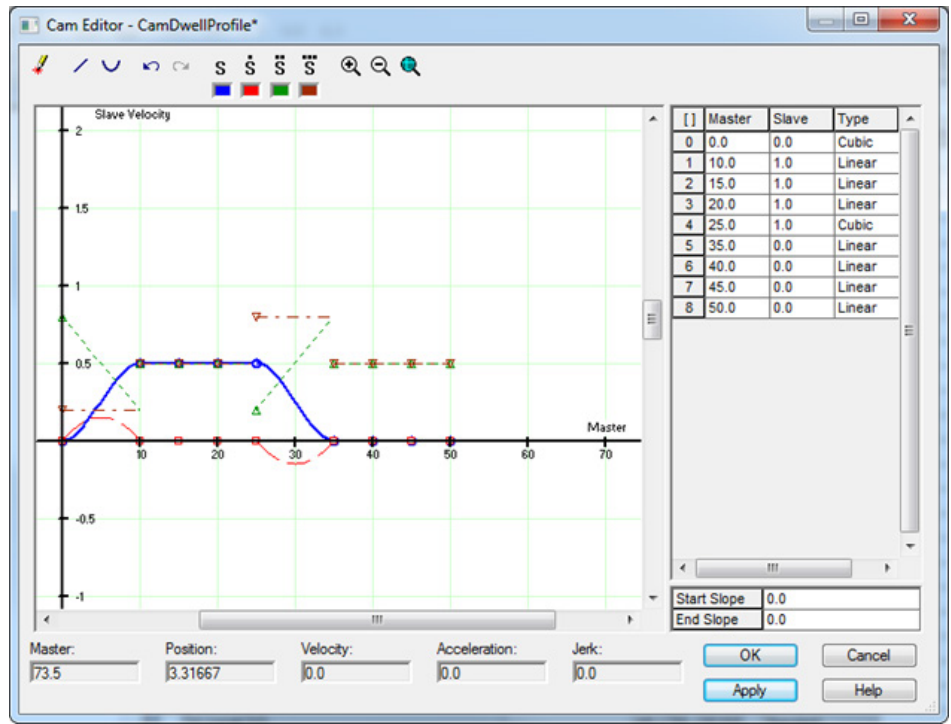 Cam Editor - CamDwellProfile*
S Ṡ S̈ S⃛
Slave Velocity
2
1.5
1
0.5
Master
10 20 30 40 50 60 70
-0.5
-1
[ ] Master Slave Type
0 0.0 0.0 Cubic
1 10.0 1.0 Linear
2 15.0 1.0 Linear
3 20.0 1.0 Linear
4 25.0 1.0 Cubic
5 35.0 0.0 Linear
6 40.0 0.0 Linear
7 45.0 0.0 Linear
8 50.0 0.0 Linear
Start Slope 0.0
End Slope 0.0
Master: Position: Velocity: Acceleration: Jerk:
73.5 3.31667 0.0 0.0 0.0
OK Cancel
Apply Help